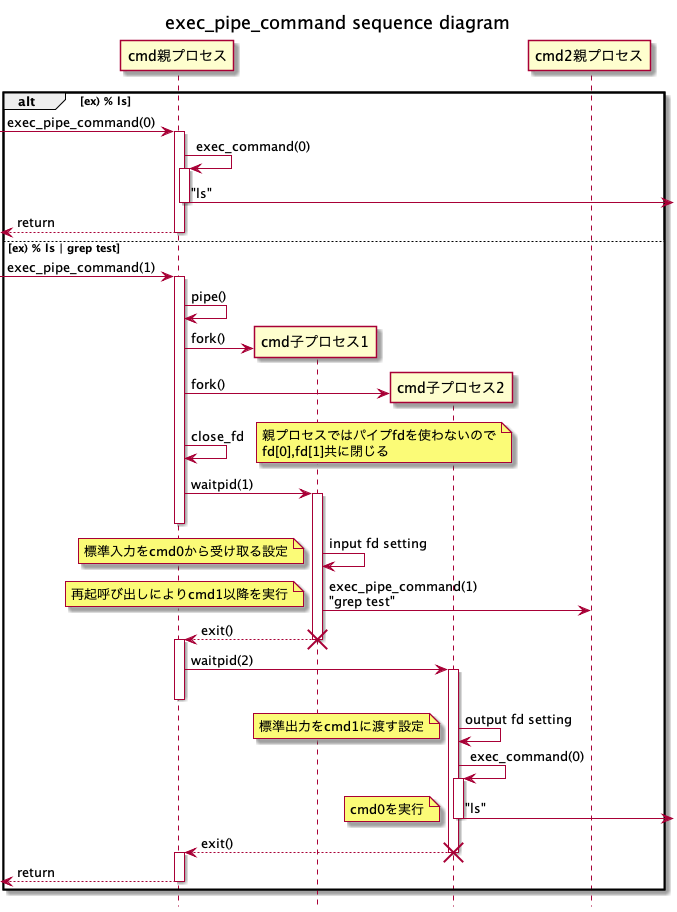 exec_pipe_command sequence diagram
cmd親プロセス
cmd2親プロセス
alt
[ex) % ls]
exec_pipe_command(0)
exec_command(0)
"ls"
return
[ex) % ls | grep test]
exec_pipe_command(1)
pipe()
fork()
cmd子プロセス1
fork()
cmd子プロセス2
close_fd
親プロセスではパイプfdを使わないので
fd[0],fd[1]共に閉じる
waitpid(1)
標準入力をcmd0から受け取る設定
input fd setting
再起呼び出しによりcmd1以降を実行
exec_pipe_command(1)
"grep test"
exit()
waitpid(2)
標準出力をcmd1に渡す設定
output fd setting
exec_command(0)
cmd0を実行
"ls"
exit()
return